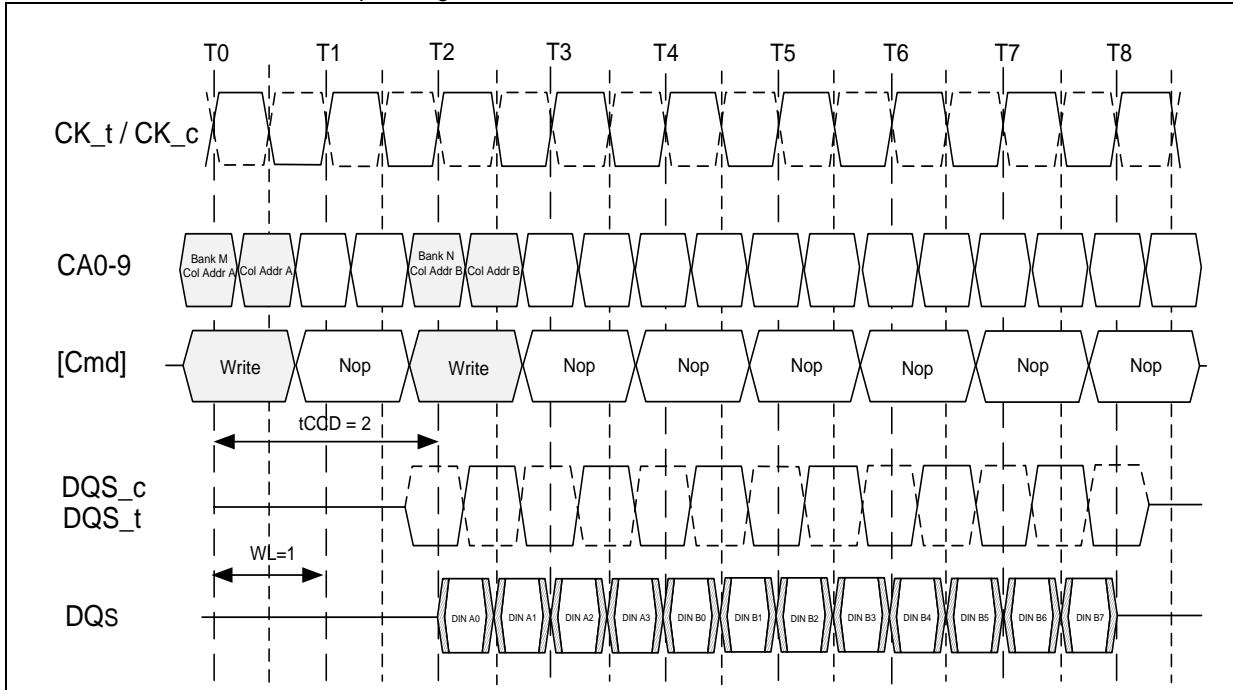 T0 T1 T2 T3 T4 T5 T6 T7 T8
CK_t / CK_c
CA0-9
Bank M
Col Addr A
Col Addr A
Bank N
Col Addr B
Col Addr B
[Cmd]
Write Nop Write Nop Nop Nop Nop Nop Nop
tCCD = 2
DQS_c
DQS_t
WL=1
DQs
DIN A0 DIN A1 DIN A2 DIN A3 DIN B0 DIN B1 DIN B2 DIN B3 DIN B4 DIN B5 DIN B6 DIN B7